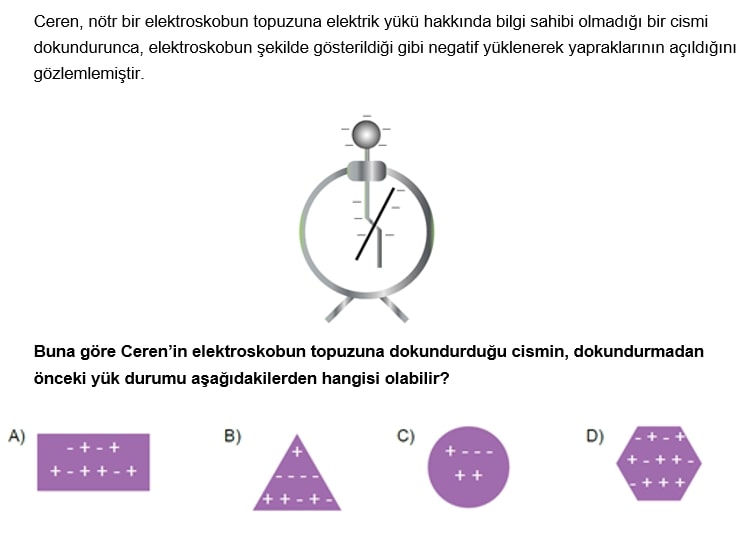 Ceren, nötr bir elektroskobun topuzuna elektrik yükü hakkında bilgi sahibi olmadığı bir cismi
dokundurunca, elektroskobun şekilde gösterildiği gibi negatif yüklenerek yapraklarının açıldığını
gözlemlemiştir.
Buna göre Ceren’in elektroskobun topuzuna dokundurduğu cismin, dokundurmadan
önceki yük durumu aşağıdakilerden hangisi olabilir?
A)
- + - +
+ - + + - +
B)
+
- - - -
+ + - + -
C)
+ - - -
+ +
D)
- + - +
+ - + + -
- + + +